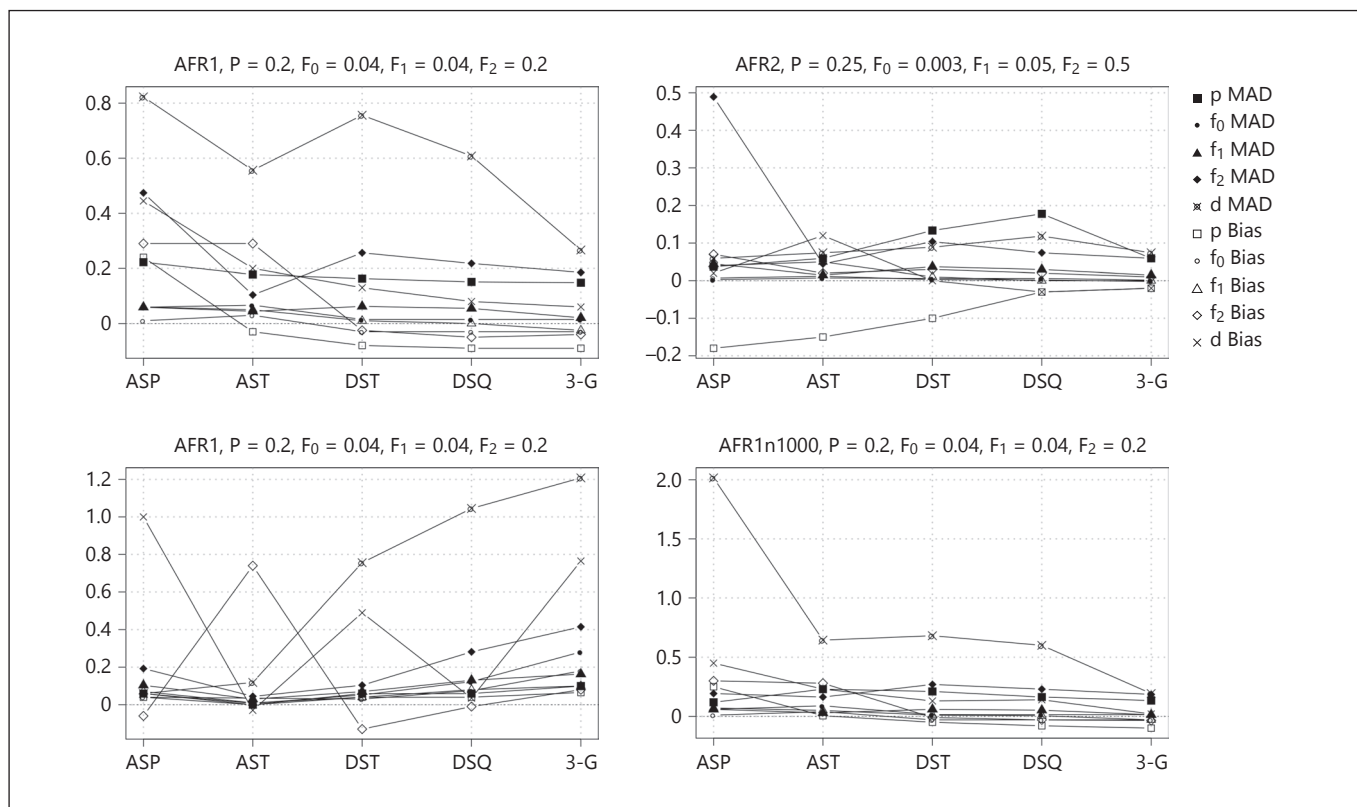 AFR1, P = 0.2, F₀ = 0.04, F₁ = 0.04, F₂ = 0.2
0.8
0.6
0.4
0.2
0
ASP AST DST DSQ 3-G
AFR2, P = 0.25, F₀ = 0.003, F₁ = 0.05, F₂ = 0.5
0.5
0.4
0.3
0.2
0.1
0
–0.1
–0.2
ASP AST DST DSQ 3-G
p MAD
f₀ MAD
f₁ MAD
f₂ MAD
d MAD
p Bias
f₀ Bias
f₁ Bias
f₂ Bias
d Bias
AFR1, P = 0.2, F₀ = 0.04, F₁ = 0.04, F₂ = 0.2
1.2
1.0
0.8
0.6
0.4
0.2
0
ASP AST DST DSQ 3-G
AFR1n1000, P = 0.2, F₀ = 0.04, F₁ = 0.04, F₂ = 0.2
2.0
1.5
1.0
0.5
0
ASP AST DST DSQ 3-G